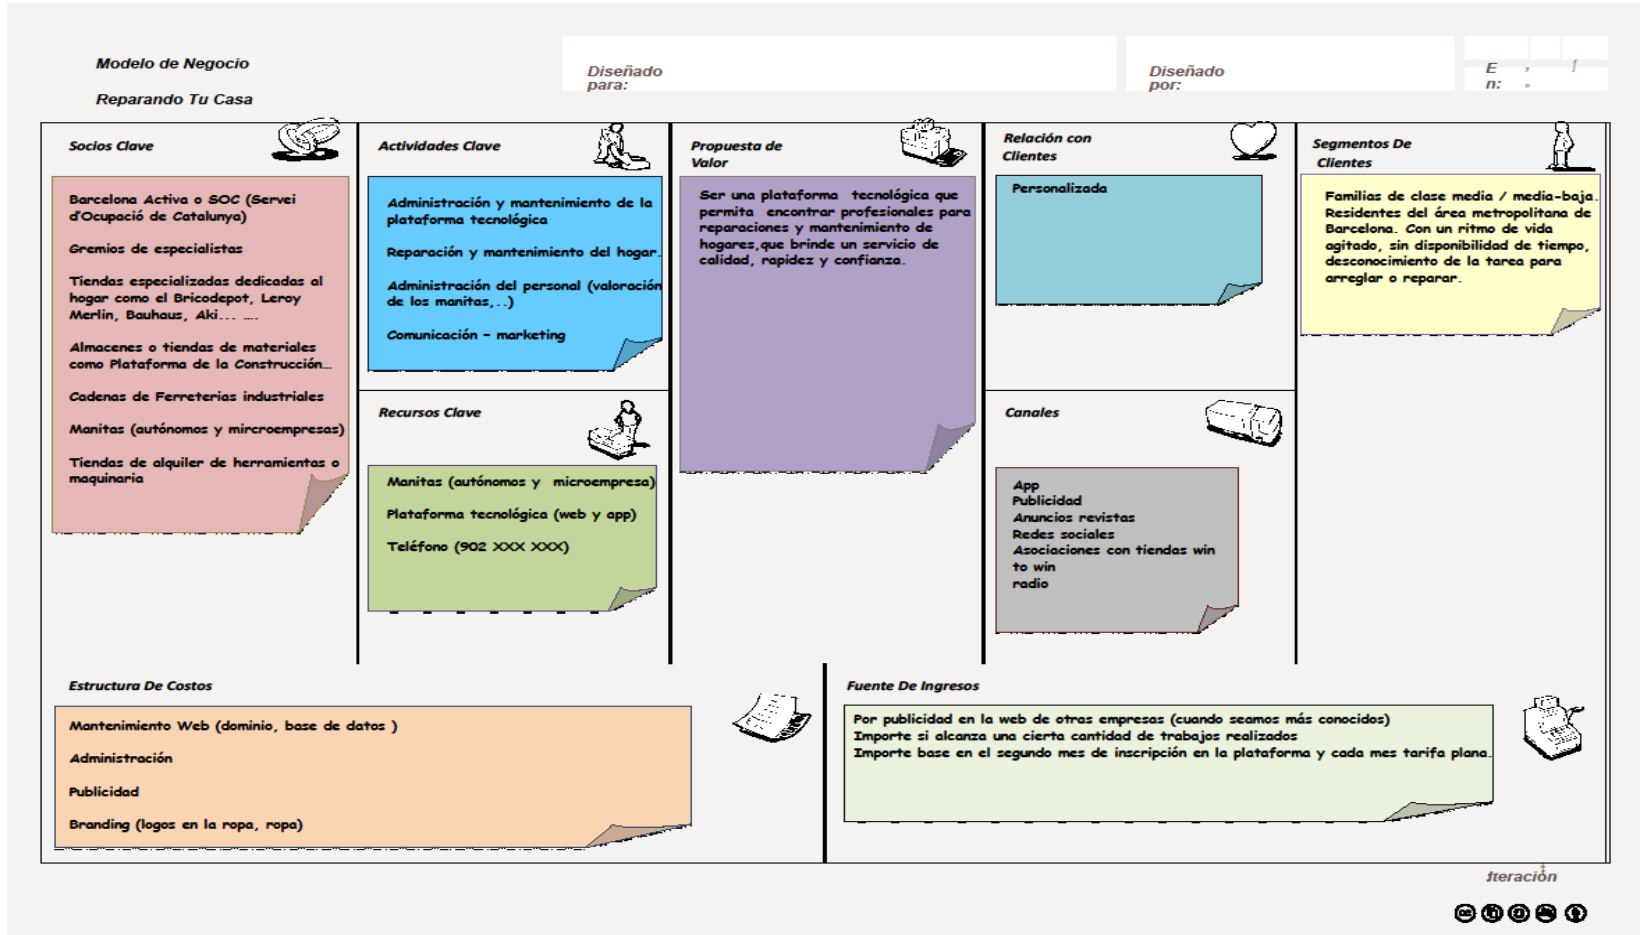 Modelo de Negocio
Reparando Tu Casa
Diseñado
para:
Diseñado
por:
E
n:
Socios Clave
Barcelona Activa o SOC (Servei
d'Ocupació de Catalunya)
Gremios de especialistas
Tiendas especializadas dedicadas al
hogar como el Bricodepot, Leroy
Merlin, Bauhaus, Aki... ….
Almacenes o tiendas de materiales
como Plataforma de la Construcción…
Cadenas de Ferreterias industriales
Manitas (autónomos y mircroempresas)
Tiendas de alquiler de herramientas o
maquinaria
Actividades Clave
Administración y mantenimiento de la
plataforma tecnológica
Reparación y mantenimiento del hogar.
Administración del personal (valoración
de los manitas,..)
Comunicación – marketing
Recursos Clave
Manitas (autónomos y microempresa)
Plataforma tecnológica (web y app)
Teléfono (902 XXX XXX)
Propuesta de
Valor
Ser una plataforma tecnológica que
permita encontrar profesionales para
reparaciones y mantenimiento de
hogares,que brinde un servicio de
calidad, rapidez y confianza.
Relación con
Clientes
Personalizada
Canales
App
Publicidad
Anuncios revistas
Redes sociales
Asociaciones con tiendas win
to win
radio
Segmentos De
Clientes
Familias de clase media / media-baja.
Residentes del área metropolitana de
Barcelona. Con un ritmo de vida
agitado, sin disponibilidad de tiempo,
desconocimiento de la tarea para
arreglar o reparar.
Estructura De Costos
Mantenimiento Web (dominio, base de datos )
Administración
Publicidad
Branding (logos en la ropa, ropa)
Fuente De Ingresos
Por publicidad en la web de otras empresas (cuando seamos más conocidos)
Importe si alcanza una cierta cantidad de trabajos realizados
Importe base en el segundo mes de inscripción en la plataforma y cada mes tarifa plana.
Iteración